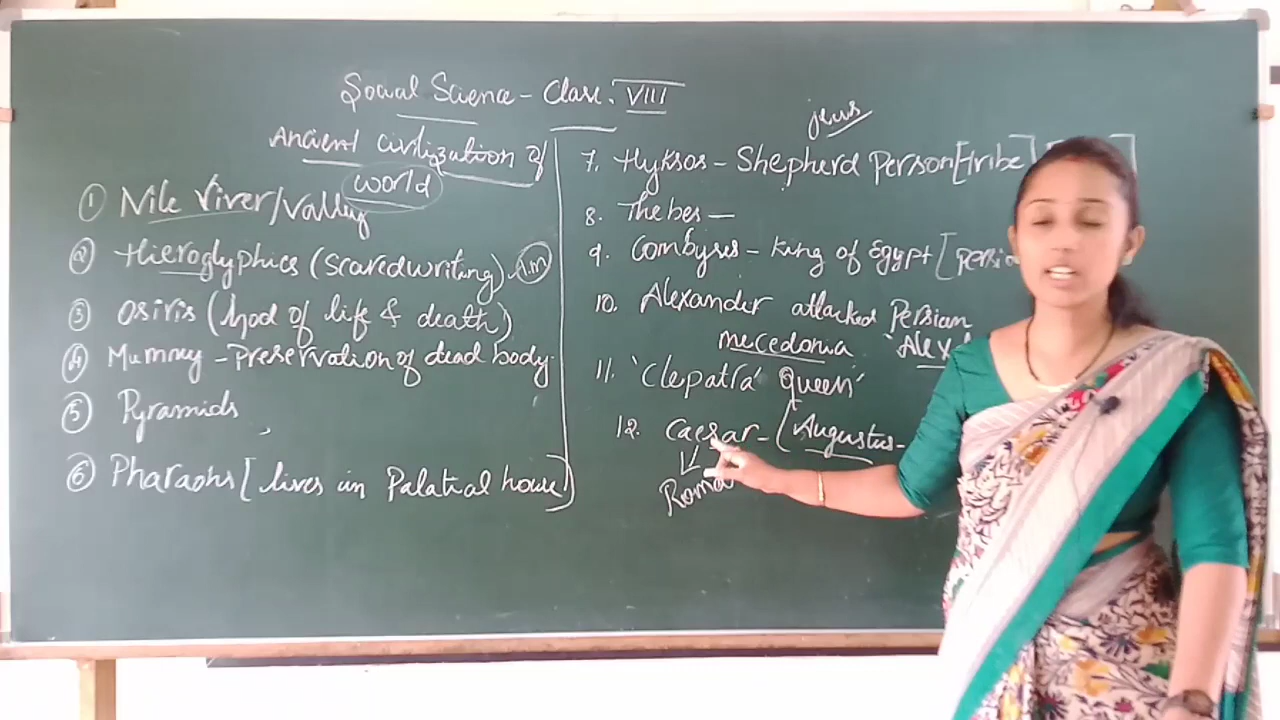 Social Science - Class. VIII
Ancient civilization of
world
① Nile River/Valley
② Hieroglyphics (scaredwriting) 1.M
③ Osiris (God of life & death)
④ Mummy - Preservation of dead body.
⑤ Pyramids
⑥ Pharaohs [lives in Palatial house]
jews
7. Hyksos - Shepherd Person [tribe]
8. Thebes —
9. Combyses - King of Egypt [Persia
10. Alexander attacked Persian
mecedonia 'Alex
11. 'Clepatra' queen'
12. Caesar - (Augustus -
Roma